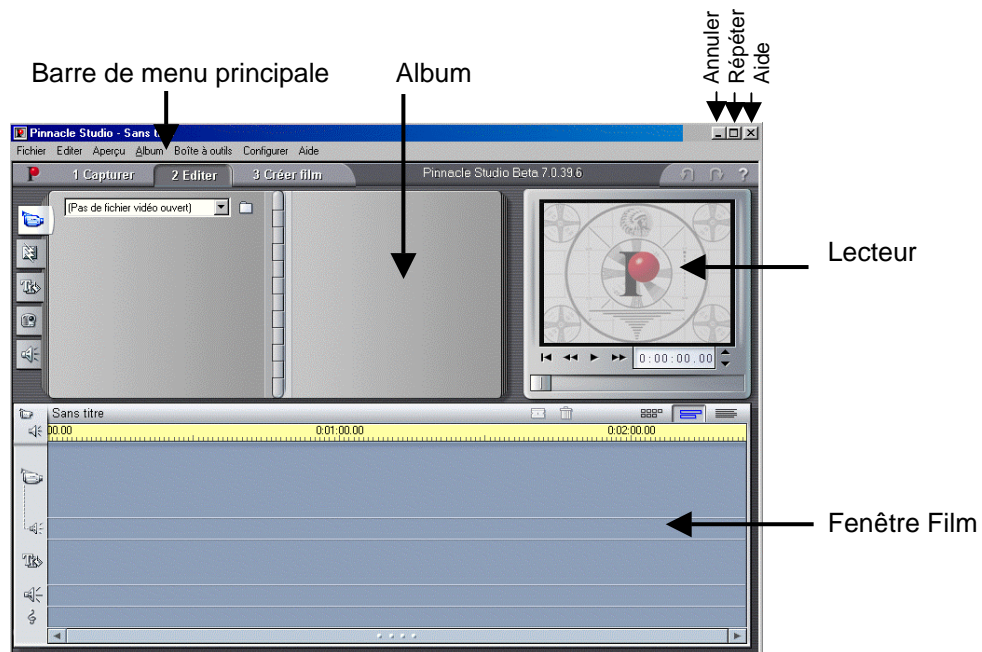 Annuler
Répéter
Aide
Barre de menu principale
Album
Pinnacle Studio - Sans
Fichier Editer Aperçu Album Boîte à outils Configurer Aide
1 Capturer 2 Editer 3 Créer film Pinnacle Studio Beta 7.0.39.6
(Pas de fichier vidéo ouvert)
Lecteur
0:00:00.00
Sans titre
00.00 0:01:00.00 0:02:00.00
Fenêtre Film